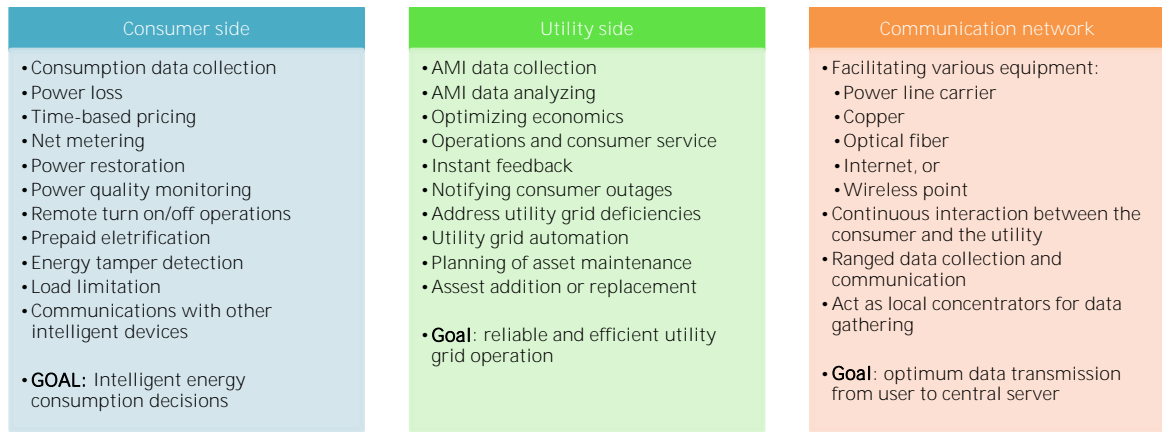 Consumer side
• Consumption data collection
• Power loss
• Time-based pricing
• Net metering
• Power restoration
• Power quality monitoring
• Remote turn on/off operations
• Prepaid eletrification
• Energy tamper detection
• Load limitation
• Communications with other
intelligent devices
• GOAL: Intelligent energy
consumption decisions
Utility side
• AMI data collection
• AMI data analyzing
• Optimizing economics
• Operations and consumer service
• Instant feedback
• Notifying consumer outages
• Address utility grid deficiencies
• Utility grid automation
• Planning of asset maintenance
• Assest addition or replacement
• Goal: reliable and efficient utility
grid operation
Communication network
• Facilitating various equipment:
• Power line carrier
• Copper
• Optical fiber
• Internet, or
• Wireless point
• Continuous interaction between the
consumer and the utility
• Ranged data collection and
communication
• Act as local concentrators for data
gathering
• Goal: optimum data transmission
from user to central server